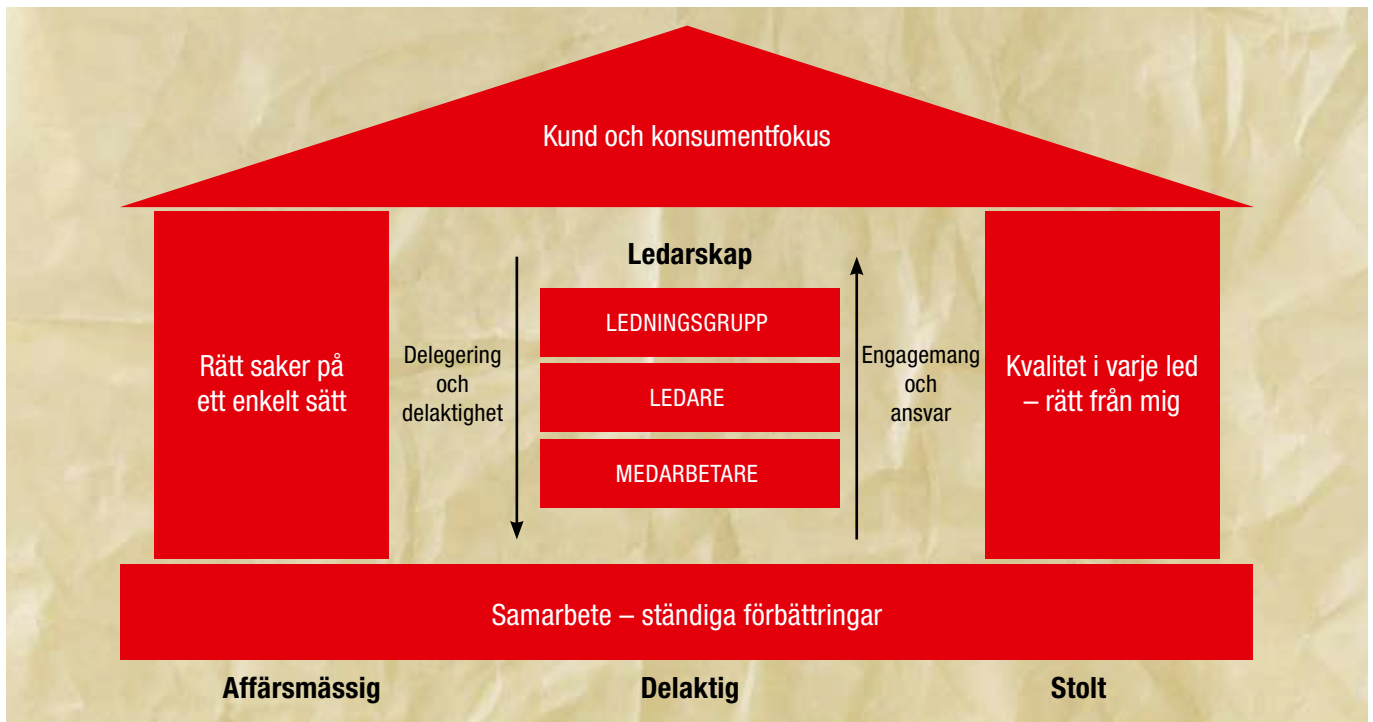 Kund och konsumentfokus
Rätt saker på
ett enkelt sätt
Delegering
och
delaktighet
Ledarskap
LEDNINGSGRUPP
LEDARE
MEDARBETARE
Engagemang
och
ansvar
Kvalitet i varje led
– rätt från mig
Samarbete – ständiga förbättringar
Affärsmässig
Delaktig
Stolt